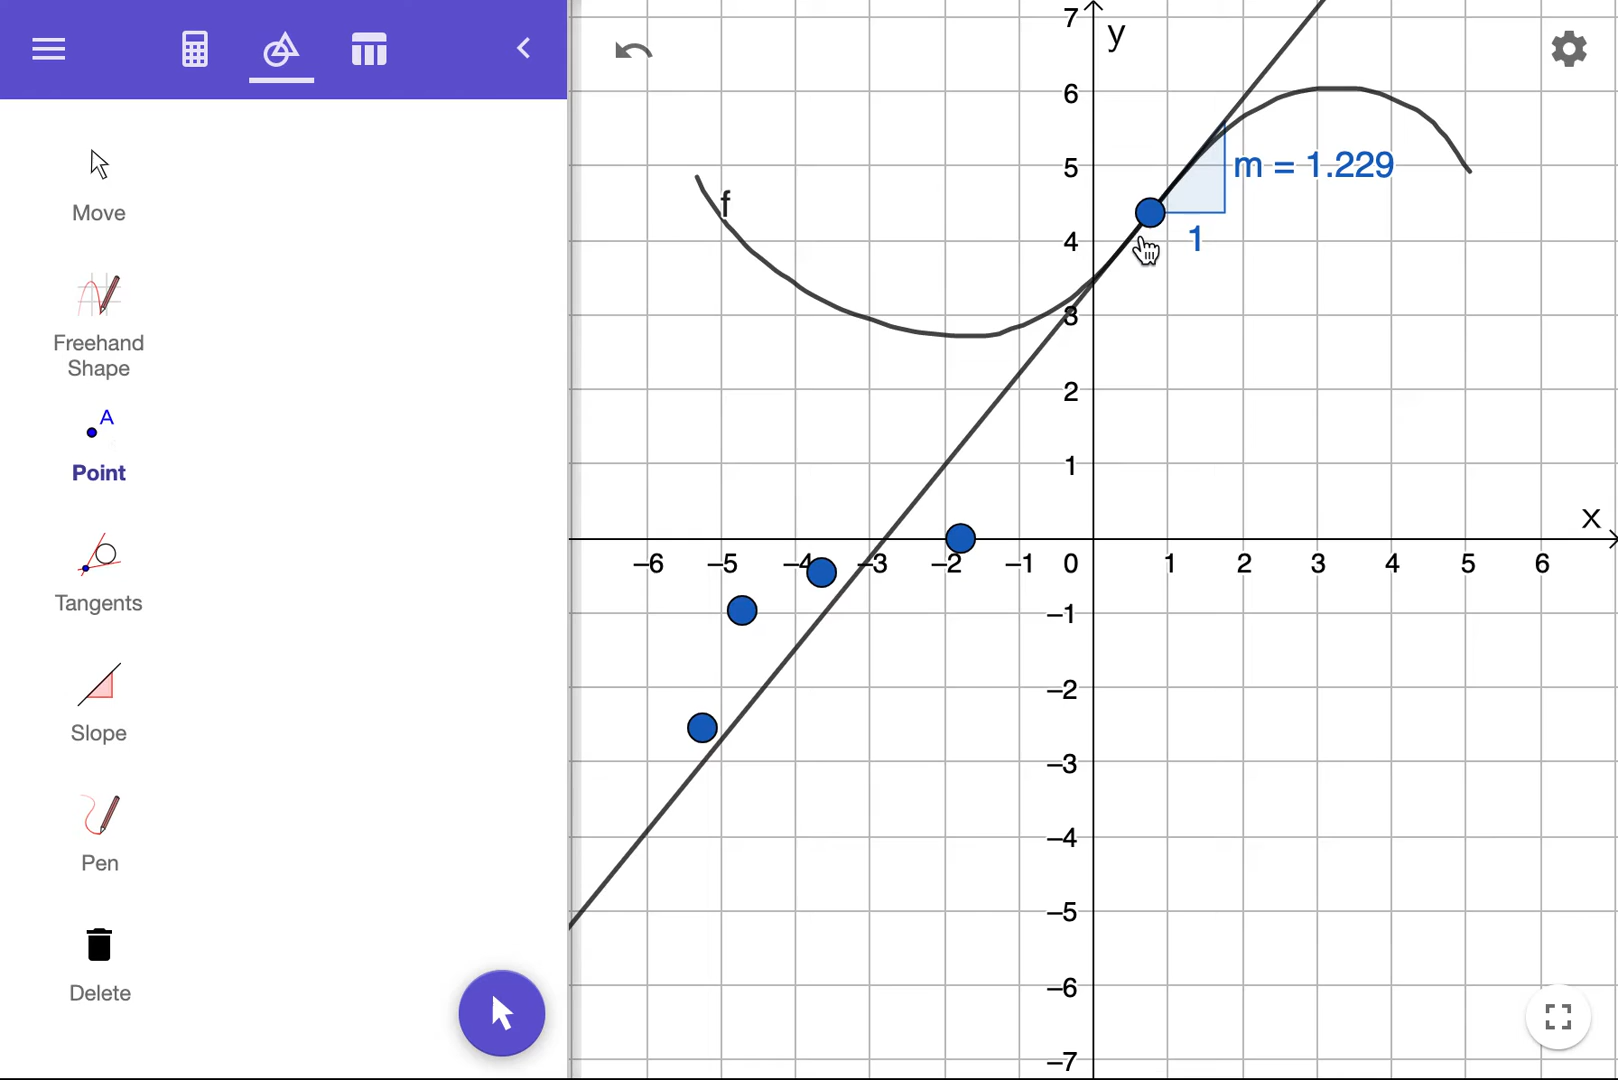 Move
Freehand
Shape
A
Point
Tangents
Slope
Pen
Delete
y
x
f
m = 1.229
1
7
6
5
4
3
2
1
–6 –5 –4 –3 –2 –1 0 1 2 3 4 5 6
–1
–2
–3
–4
–5
–6
–7